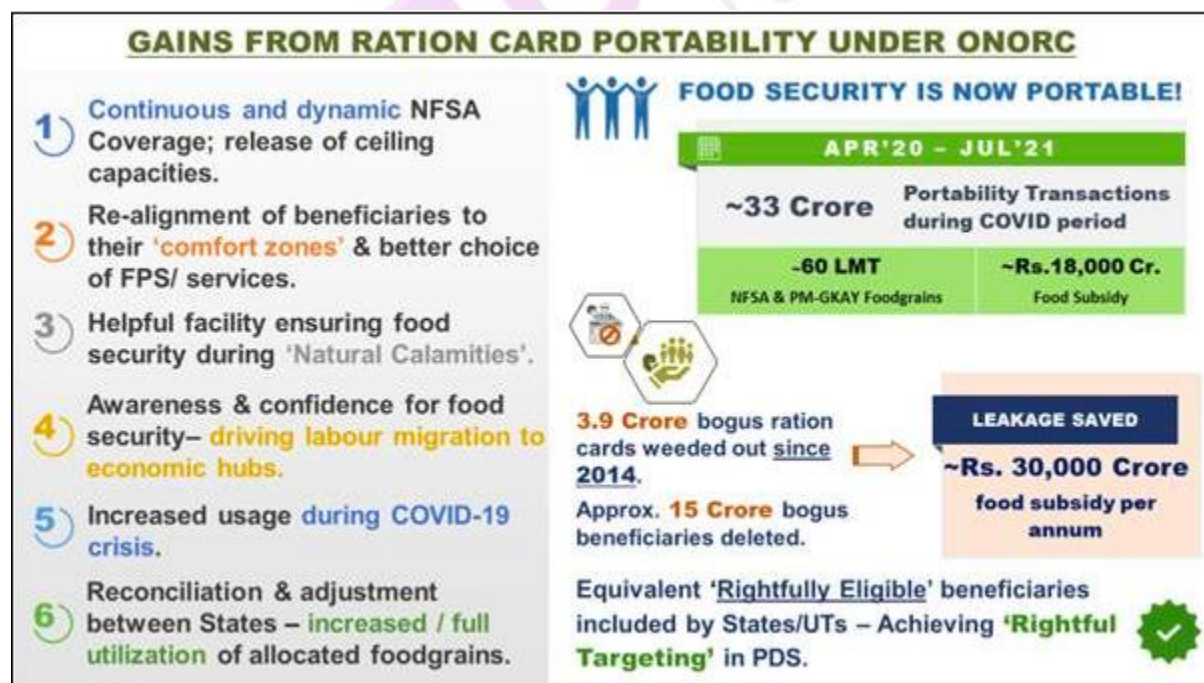 GAINS FROM RATION CARD PORTABILITY UNDER ONORC
1
Continuous and dynamic NFSA
Coverage; release of ceiling
capacities.
2
Re-alignment of beneficiaries to
their ‘comfort zones’ & better choice
of FPS/ services.
3
Helpful facility ensuring food
security during ‘Natural Calamities’.
4
Awareness & confidence for food
security– driving labour migration to
economic hubs.
5
Increased usage during COVID-19
crisis.
6
Reconciliation & adjustment
between States – increased / full
utilization of allocated foodgrains.
FOOD SECURITY IS NOW PORTABLE!
APR’20 – JUL’21
~33 Crore
Portability Transactions
during COVID period
~60 LMT
NFSA & PM-GKAY Foodgrains
~Rs.18,000 Cr.
Food Subsidy
3.9 Crore bogus ration
cards weeded out since
2014.
Approx. 15 Crore bogus
beneficiaries deleted.
LEAKAGE SAVED
~Rs. 30,000 Crore
food subsidy per
annum
Equivalent ‘Rightfully Eligible’ beneficiaries
included by States/UTs – Achieving ‘Rightful
Targeting’ in PDS.